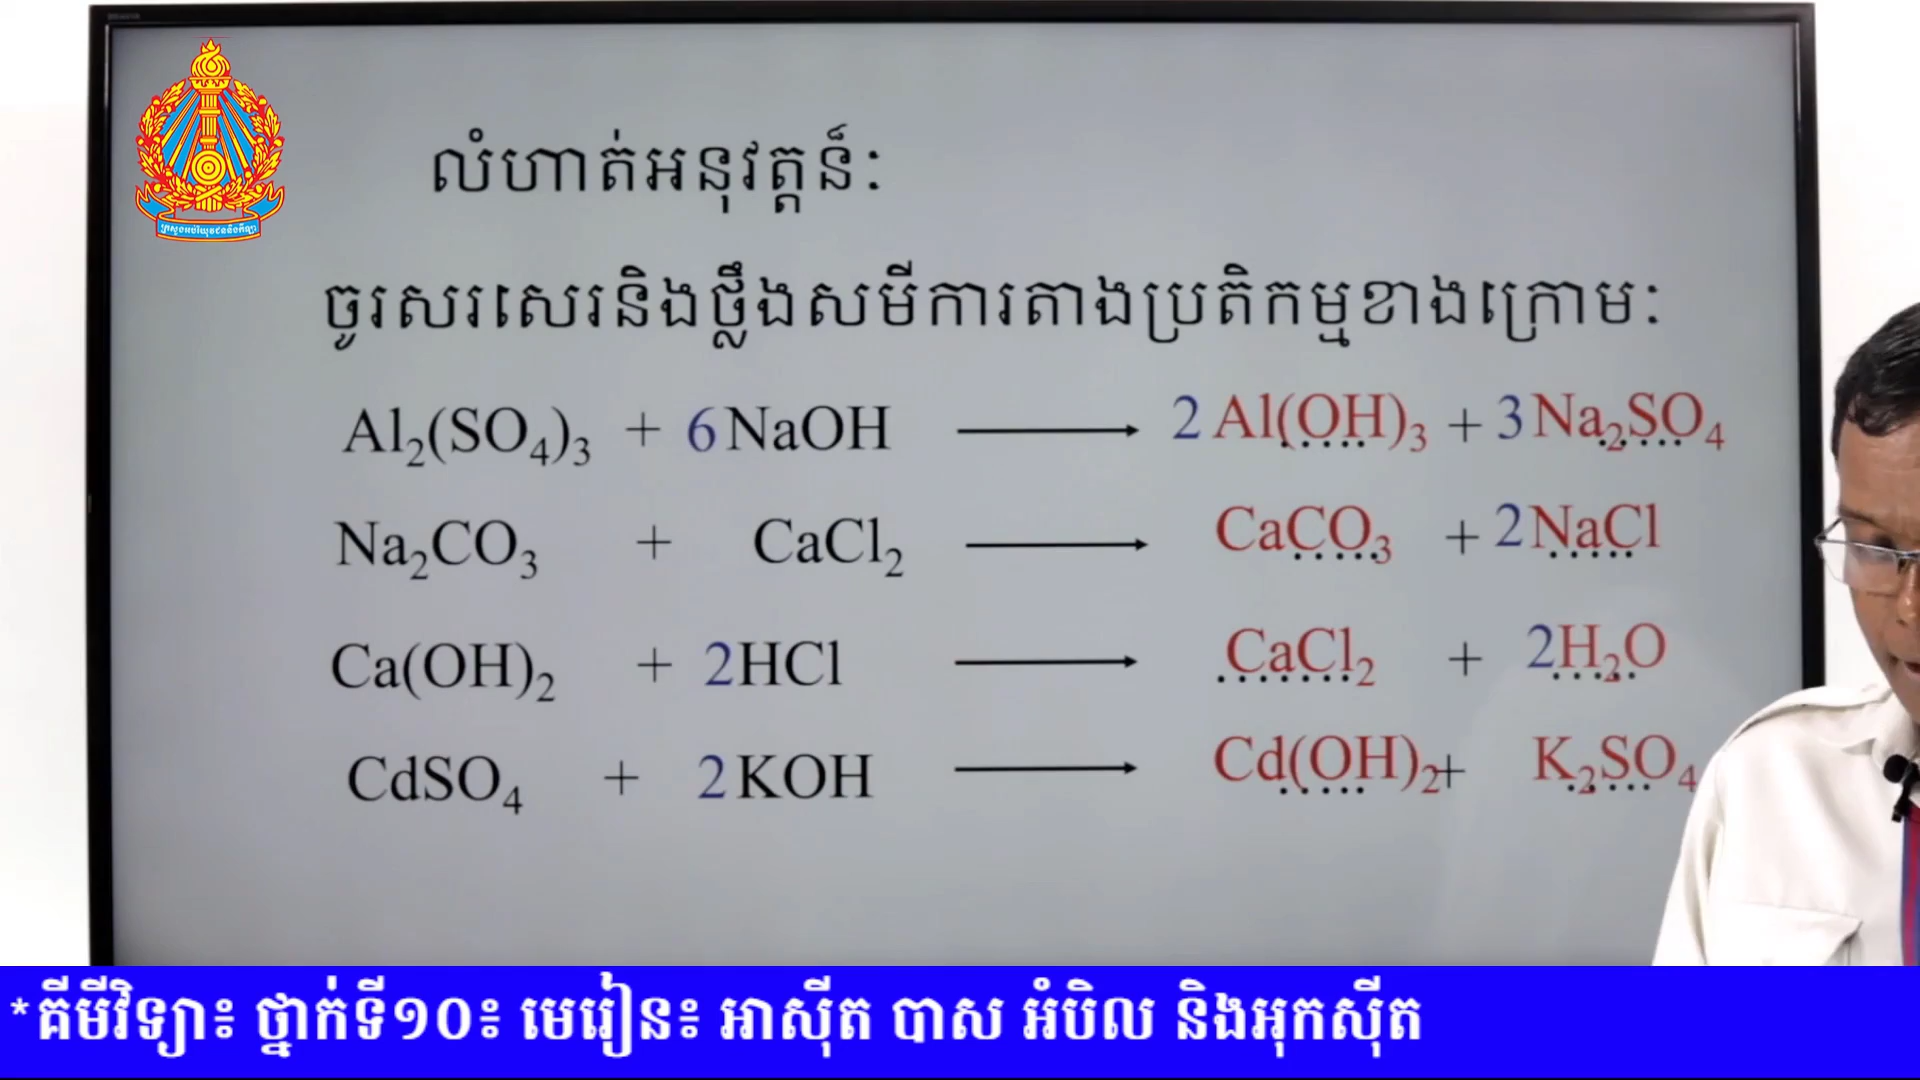 លំហាត់អនុវត្តន៍ៈ
ចូរសរសេរនិងថ្លឹងសមីការតាងប្រតិកម្មខាងក្រោមៈ
Al₂(SO₄)₃ + 6NaOH ⟶ 2Al(OH)₃ + 3Na₂SO₄
Na₂CO₃ + CaCl₂ ⟶ CaCO₃ + 2NaCl
Ca(OH)₂ + 2HCl ⟶ CaCl₂ + 2H₂O
CdSO₄ + 2KOH ⟶ Cd(OH)₂+ K₂SO₄
*គីមីវិទ្យា៖ ថ្នាក់ទី១០៖ មេរៀន៖ អាស៊ីត បាស អំបិល និងអុកស៊ីត